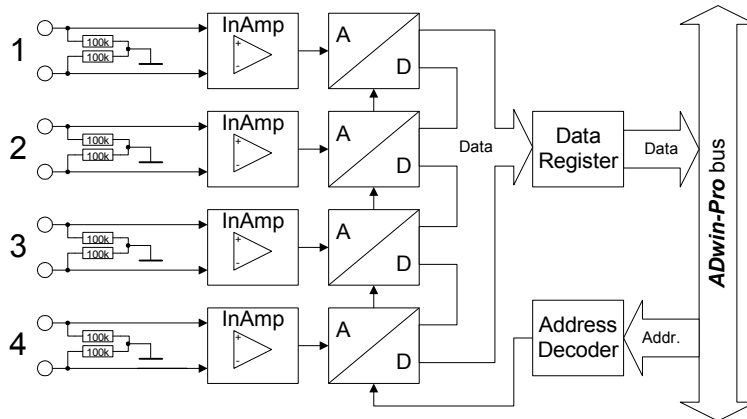 1
100k
100k
InAmp
+
-
A
D
2
100k
100k
InAmp
+
-
A
D
3
100k
100k
InAmp
+
-
A
D
4
100k
100k
InAmp
+
-
A
D
Data
Data
Register
Data
Address
Decoder
Addr.
ADwin-Pro bus